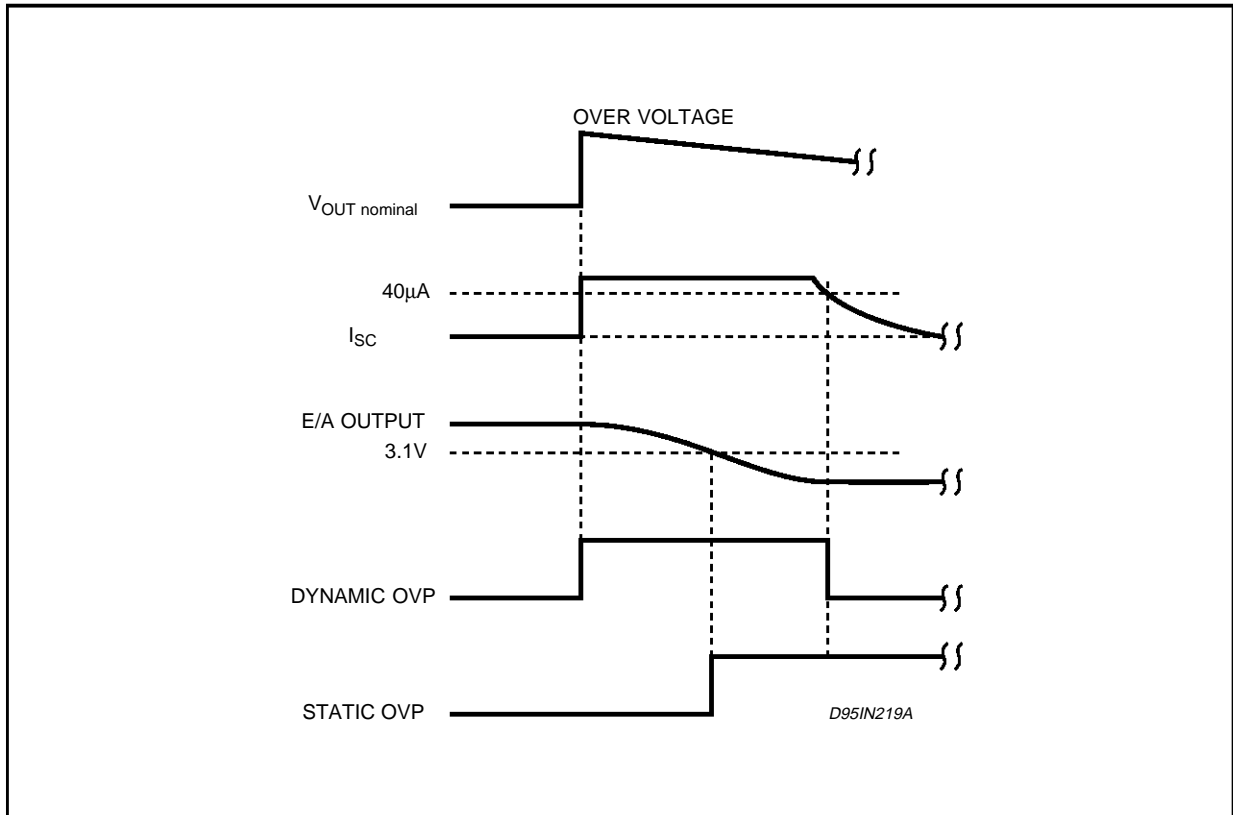 OVER VOLTAGE
VOUT nominal
40µA
ISC
E/A OUTPUT
3.1V
DYNAMIC OVP
STATIC OVP
D95IN219A